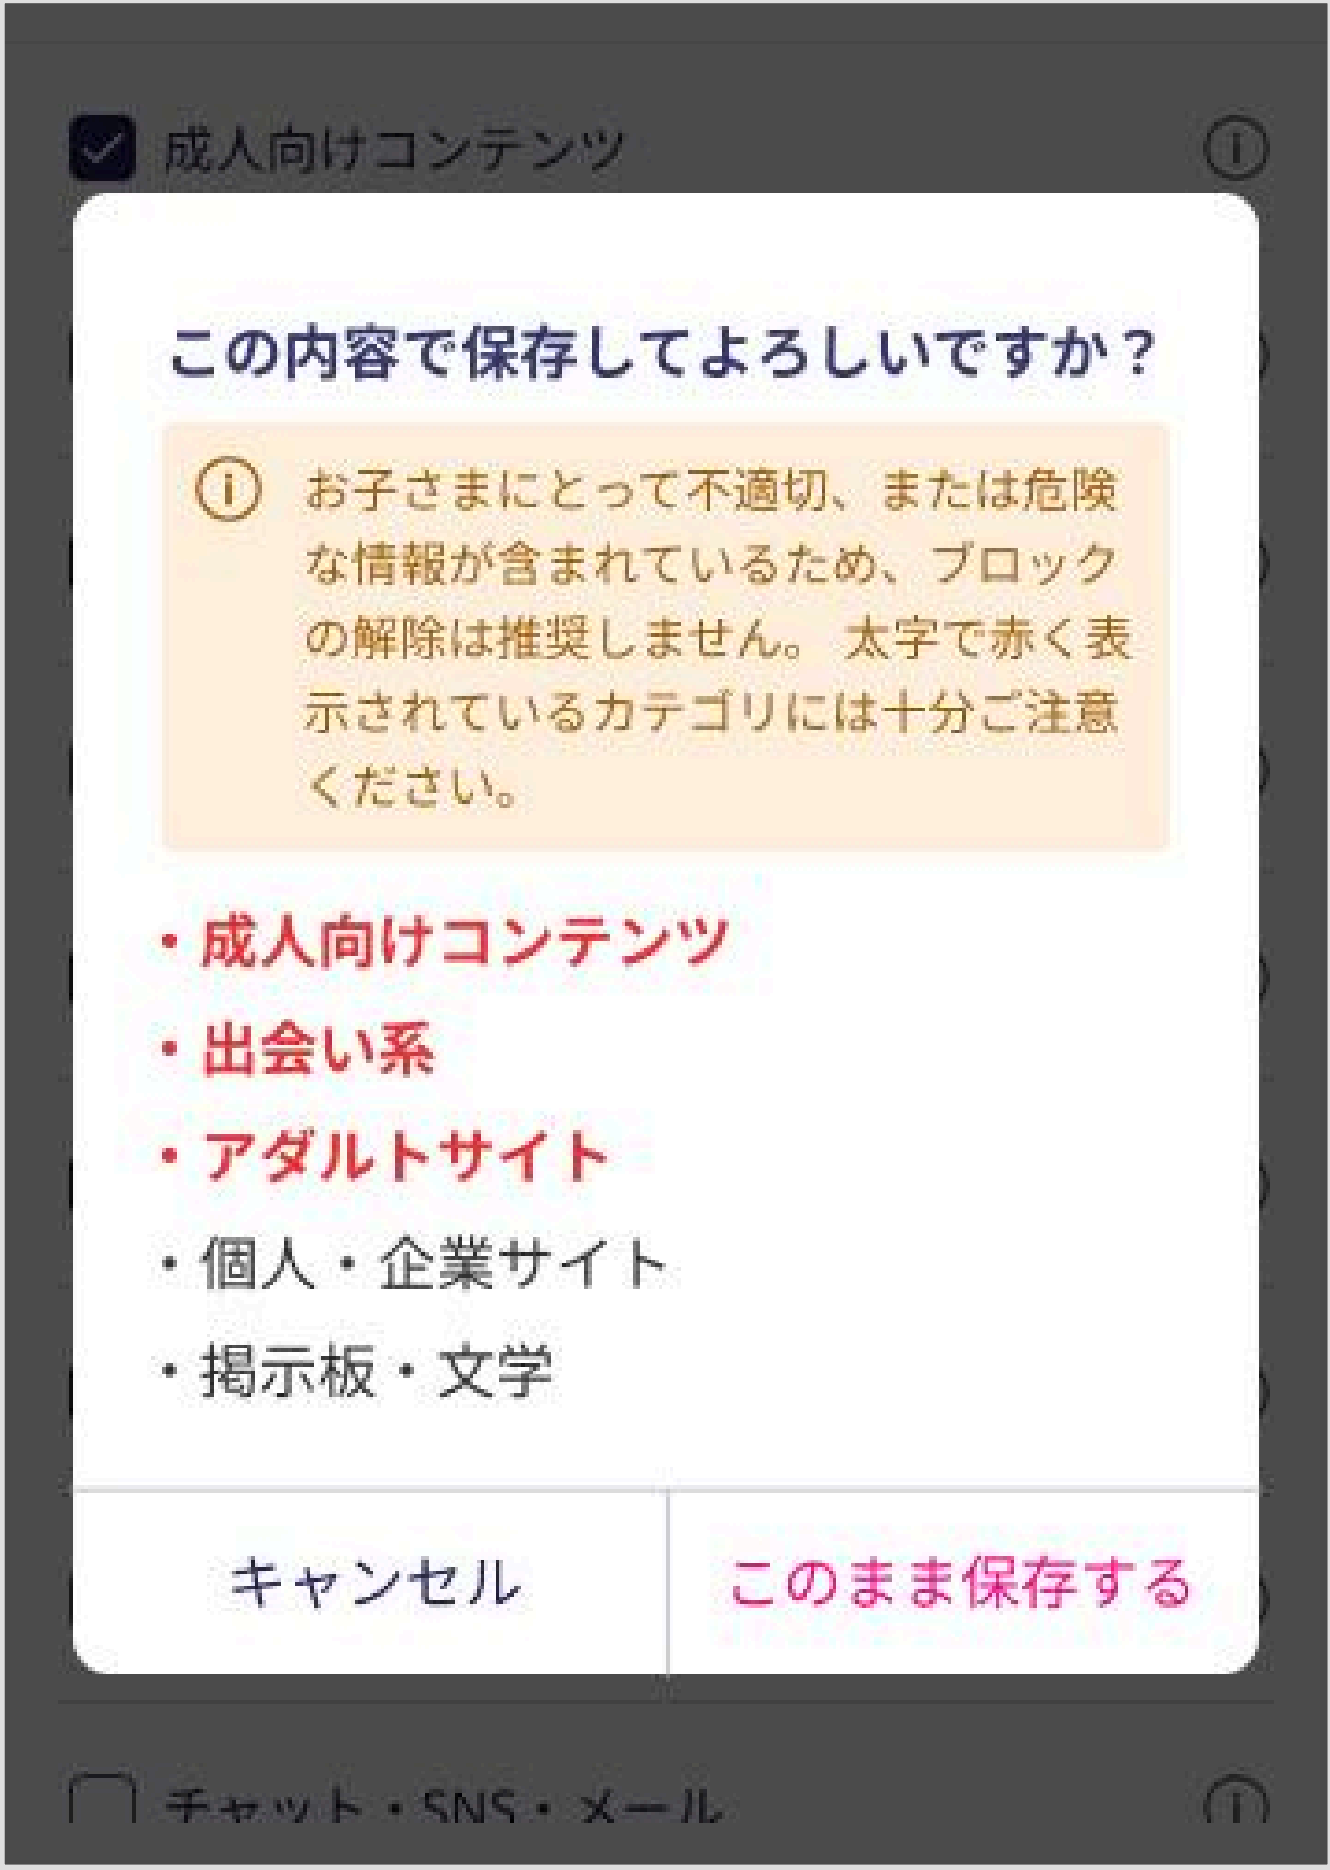 成人向けコンテンツ
この内容で保存してよろしいですか？
お子さまにとって不適切、または危険
な情報が含まれているため、ブロック
の解除は推奨しません。 太字で赤く表
示されているカテゴリには十分ご注意
ください。
・成人向けコンテンツ
・出会い系
・アダルトサイト
・個人・企業サイト
・掲示板・文学
キャンセル
このまま保存する
チャット・SNS・メール